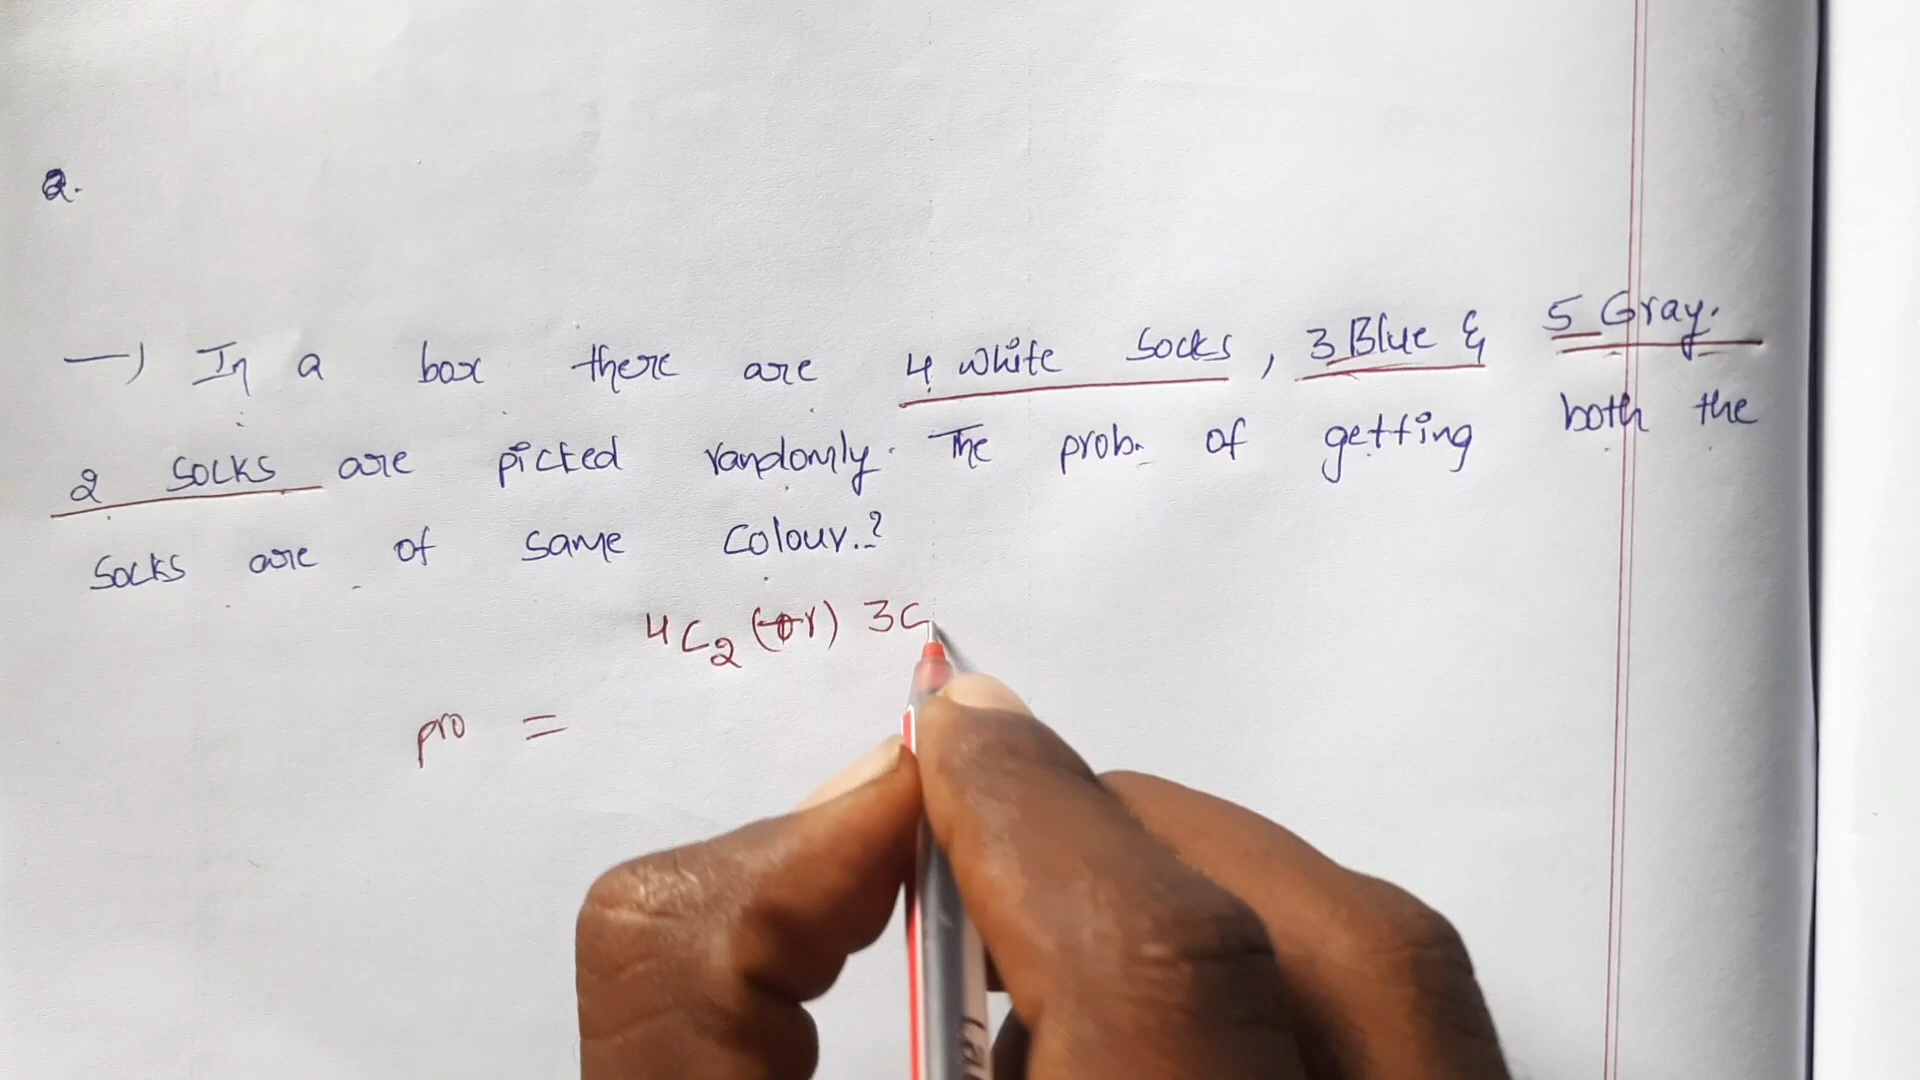 Q.
→ In a box there are 4 white socks, 3 Blue & 5 Gray.
2 socks are picked randomly. The prob. of getting both the
socks are of same colour.?
4C2 (or) 3C
pro =